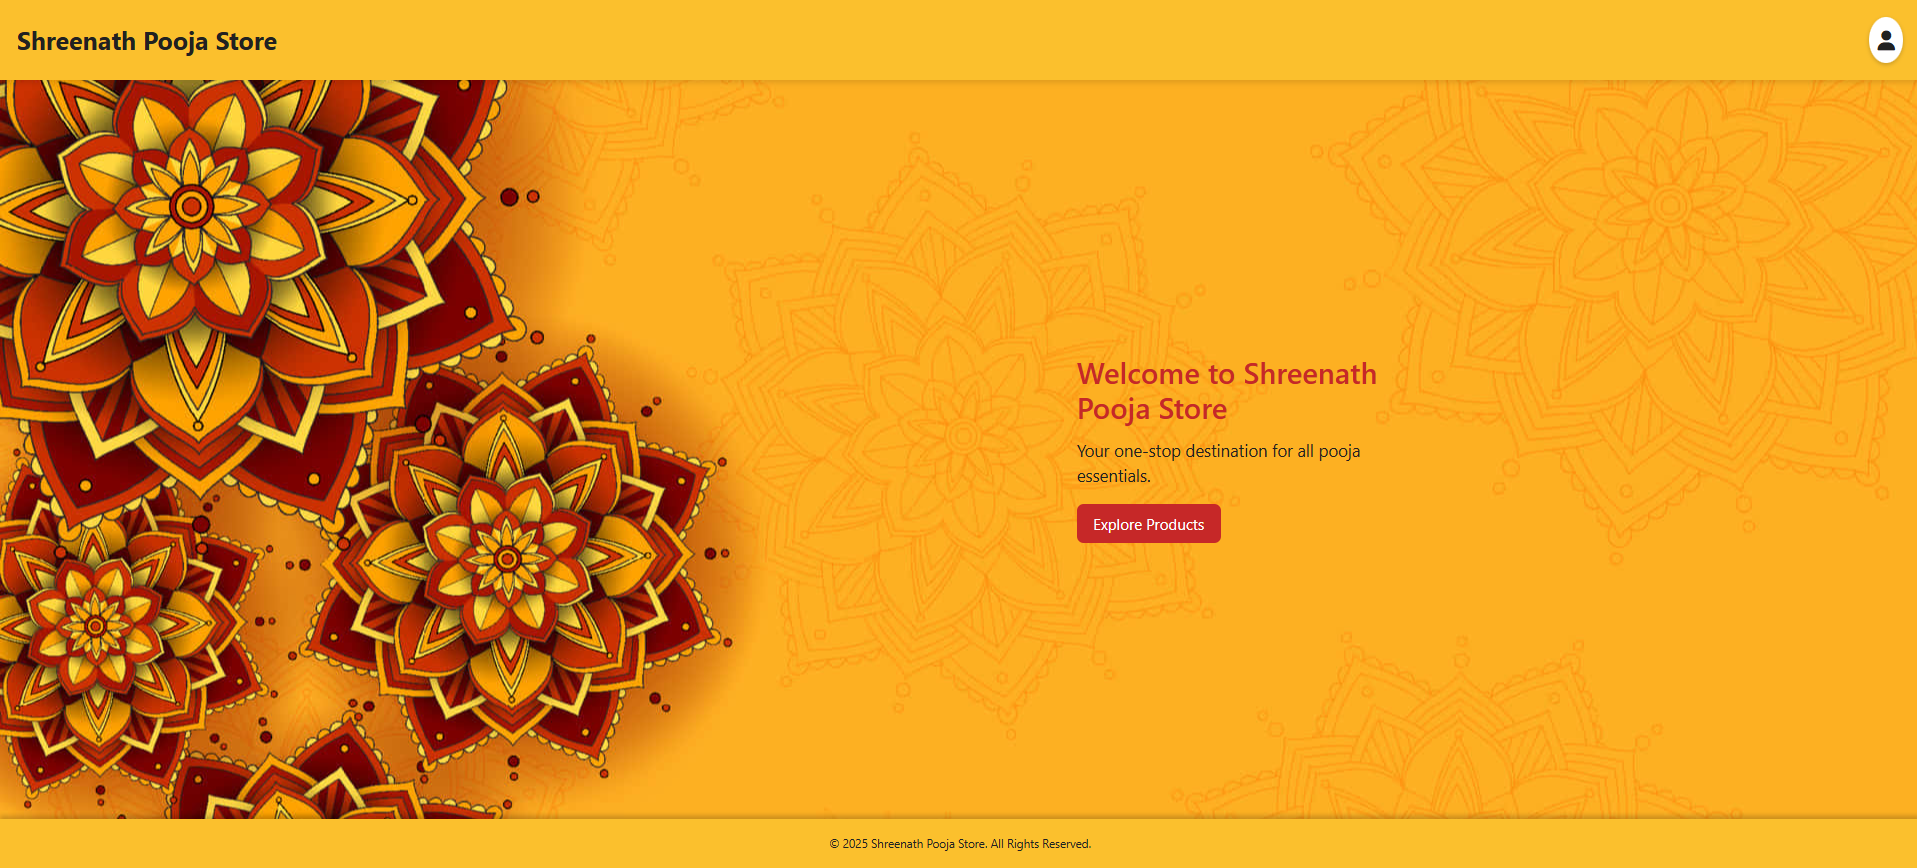 Shreenath Pooja Store
Welcome to Shreenath
Pooja Store
Your one-stop destination for all pooja
essentials.
Explore Products
© 2025 Shreenath Pooja Store. All Rights Reserved.